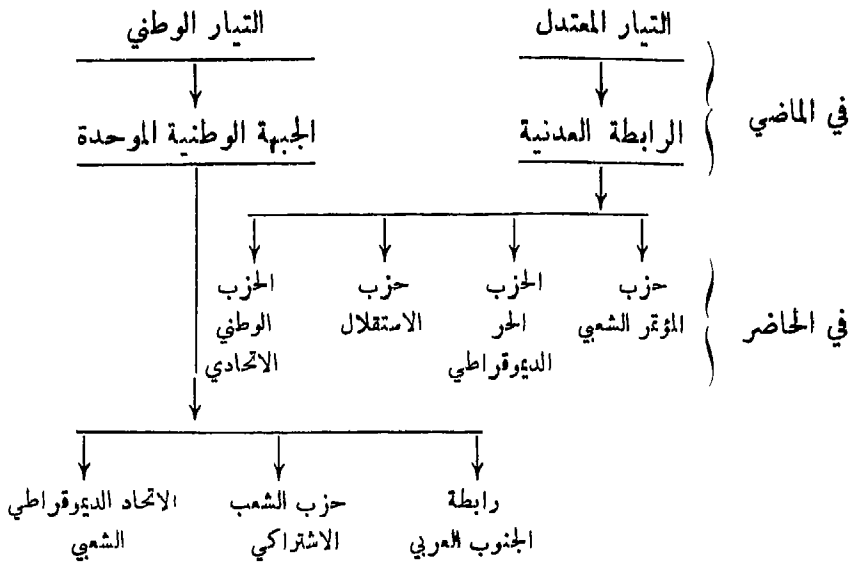 التيار المعتدل
التيار الوطني
في الماضي
الرابطة العدنية
الجبهة الوطنية الموحدة
في الحاضر
حزب
المؤتمر الشعبي
الحزب
الحر
الديموقراطي
حزب
الاستقلال
الحزب
الوطني
الاتحادي
رابطة
الجنوب العربي
حزب الشعب
الاشتراكي
الاتحاد الديموقراطي
الشعبي